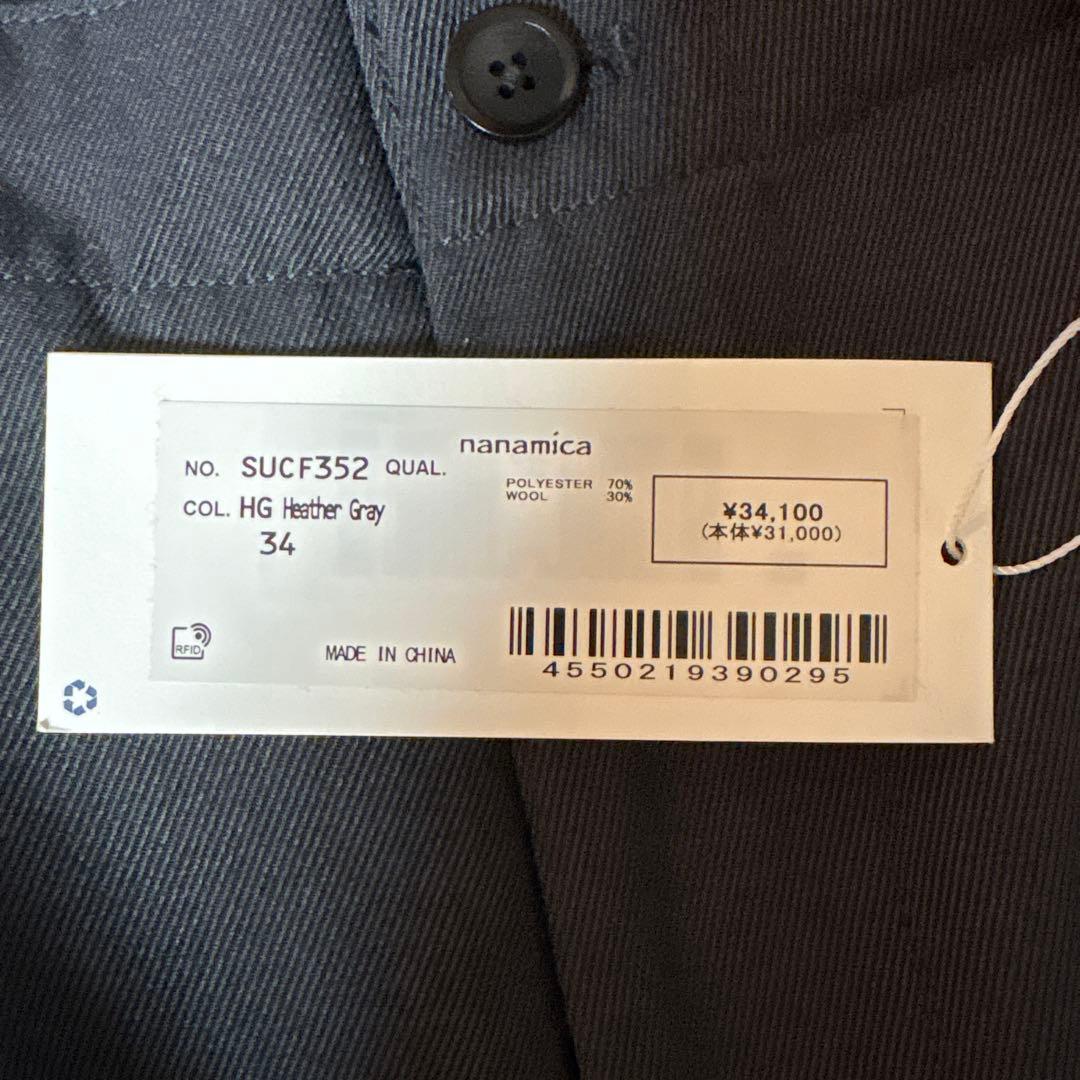 nanamica
NO. SUCF352 QUAL.
COL. HG Heather Gray
34
POLYESTER 70%
WOOL 30%
¥34,100
(本体¥31,000)
RFID
MADE IN CHINA
4550219390295